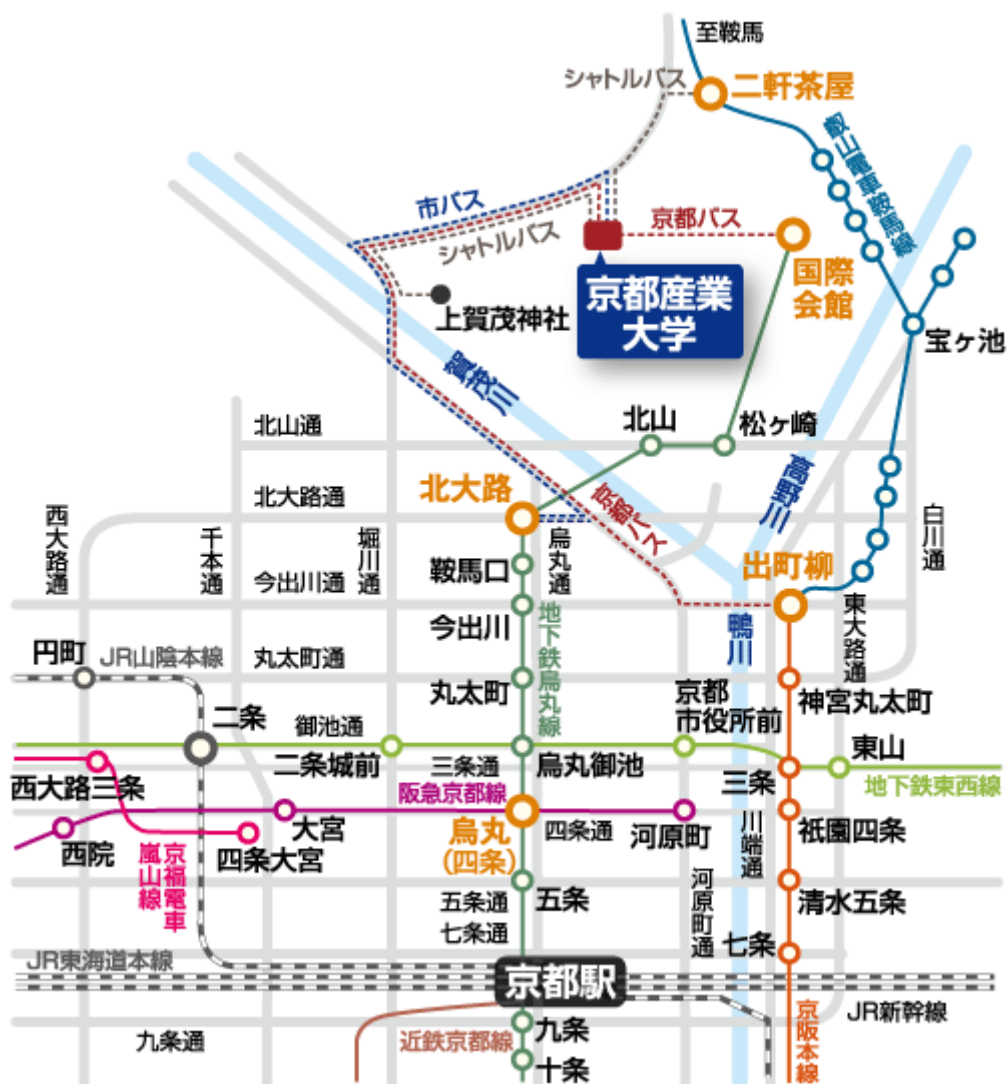 至鞍馬
シャトルバス
二軒茶屋
叡山電車鞍馬線
市バス
シャトルバス
京都バス
国際
会館
京都産業
大学
上賀茂神社
宝ヶ池
賀茂川
北山
松ヶ崎
北山通
高野川
北大路
北大路通
京都バス
西大路通
千本通
堀川通
烏丸通
白川通
鞍馬口
出町柳
今出川通
今出川
地下鉄烏丸線
鴨川
東大路通
円町
JR山陰本線
丸太町通
丸太町
京都
市役所前
神宮丸太町
二条
御池通
二条城前
三条通
烏丸御池
三条
東山
地下鉄東西線
西大路三条
阪急京都線
大宮
烏丸
(四条)
四条通
河原町
川端通
祇園四条
西院
四条大宮
京福電車
嵐山線
五条通
五条
河原町通
清水五条
七条通
七条
JR東海道本線
京都駅
JR新幹線
京阪本線
九条通
近鉄京都線
九条
十条